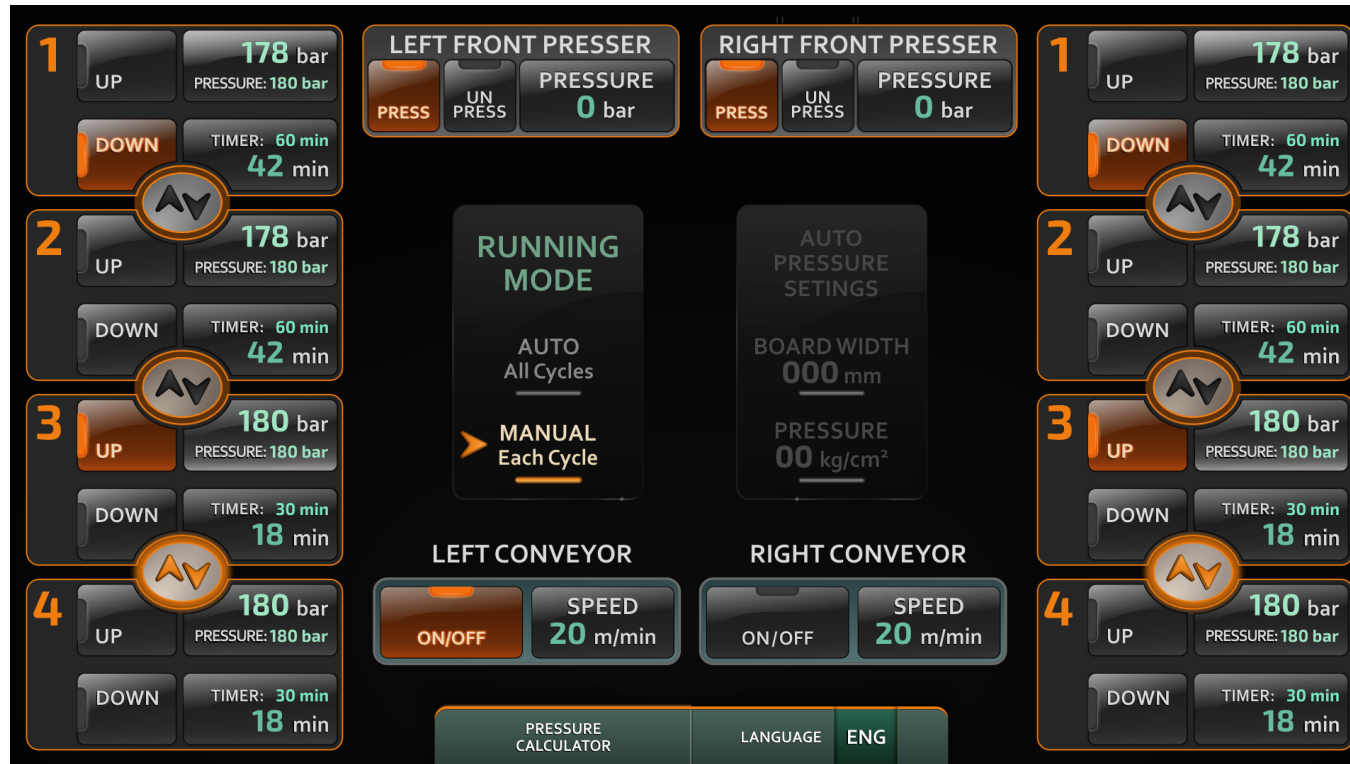 1
UP
178 bar
PRESSURE: 180 bar
DOWN
TIMER: 60 min
42 min
2
UP
178 bar
PRESSURE: 180 bar
DOWN
TIMER: 60 min
42 min
3
UP
180 bar
PRESSURE: 180 bar
DOWN
TIMER: 30 min
18 min
4
UP
180 bar
PRESSURE: 180 bar
DOWN
TIMER: 30 min
18 min
LEFT FRONT PRESSER
PRESS
UN
PRESS
PRESSURE
0 bar
RIGHT FRONT PRESSER
PRESS
UN
PRESS
PRESSURE
0 bar
RUNNING
MODE
AUTO
All Cycles
MANUAL
Each Cycle
AUTO
PRESSURE
SETINGS
BOARD WIDTH
000 mm
PRESSURE
00 kg/cm²
LEFT CONVEYOR
ON/OFF
SPEED
20 m/min
RIGHT CONVEYOR
ON/OFF
SPEED
20 m/min
PRESSURE
CALCULATOR
LANGUAGE ENG
1
UP
178 bar
PRESSURE: 180 bar
DOWN
TIMER: 60 min
42 min
2
UP
178 bar
PRESSURE: 180 bar
DOWN
TIMER: 60 min
42 min
3
UP
180 bar
PRESSURE: 180 bar
DOWN
TIMER: 30 min
18 min
4
UP
180 bar
PRESSURE: 180 bar
DOWN
TIMER: 30 min
18 min